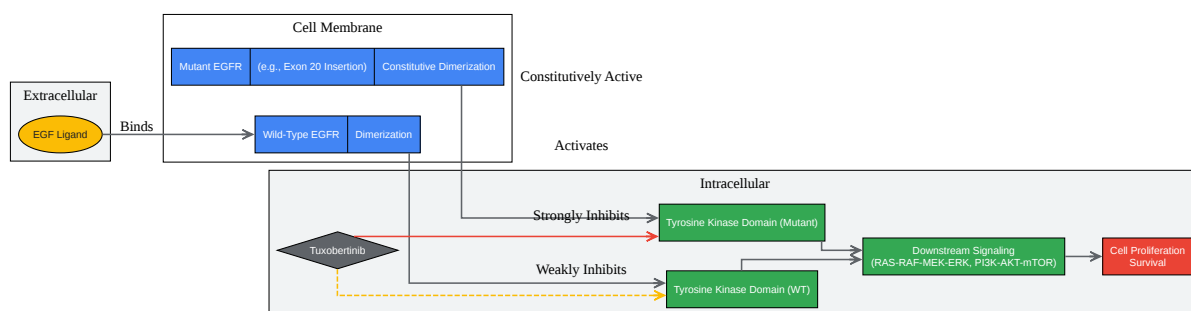 Cell Membrane
Mutant EGFR
(e.g., Exon 20 Insertion)
Constitutive Dimerization
Constitutively Active
Extracellular
EGF Ligand
Binds
Wild-Type EGFR
Dimerization
Activates
Intracellular
Strongly Inhibits
Tyrosine Kinase Domain (Mutant)
Tuxobertinib
Downstream Signaling
(RAS-RAF-MEK-ERK, PI3K-AKT-mTOR)
Cell Proliferation
Survival
Weakly Inhibits
Tyrosine Kinase Domain (WT)